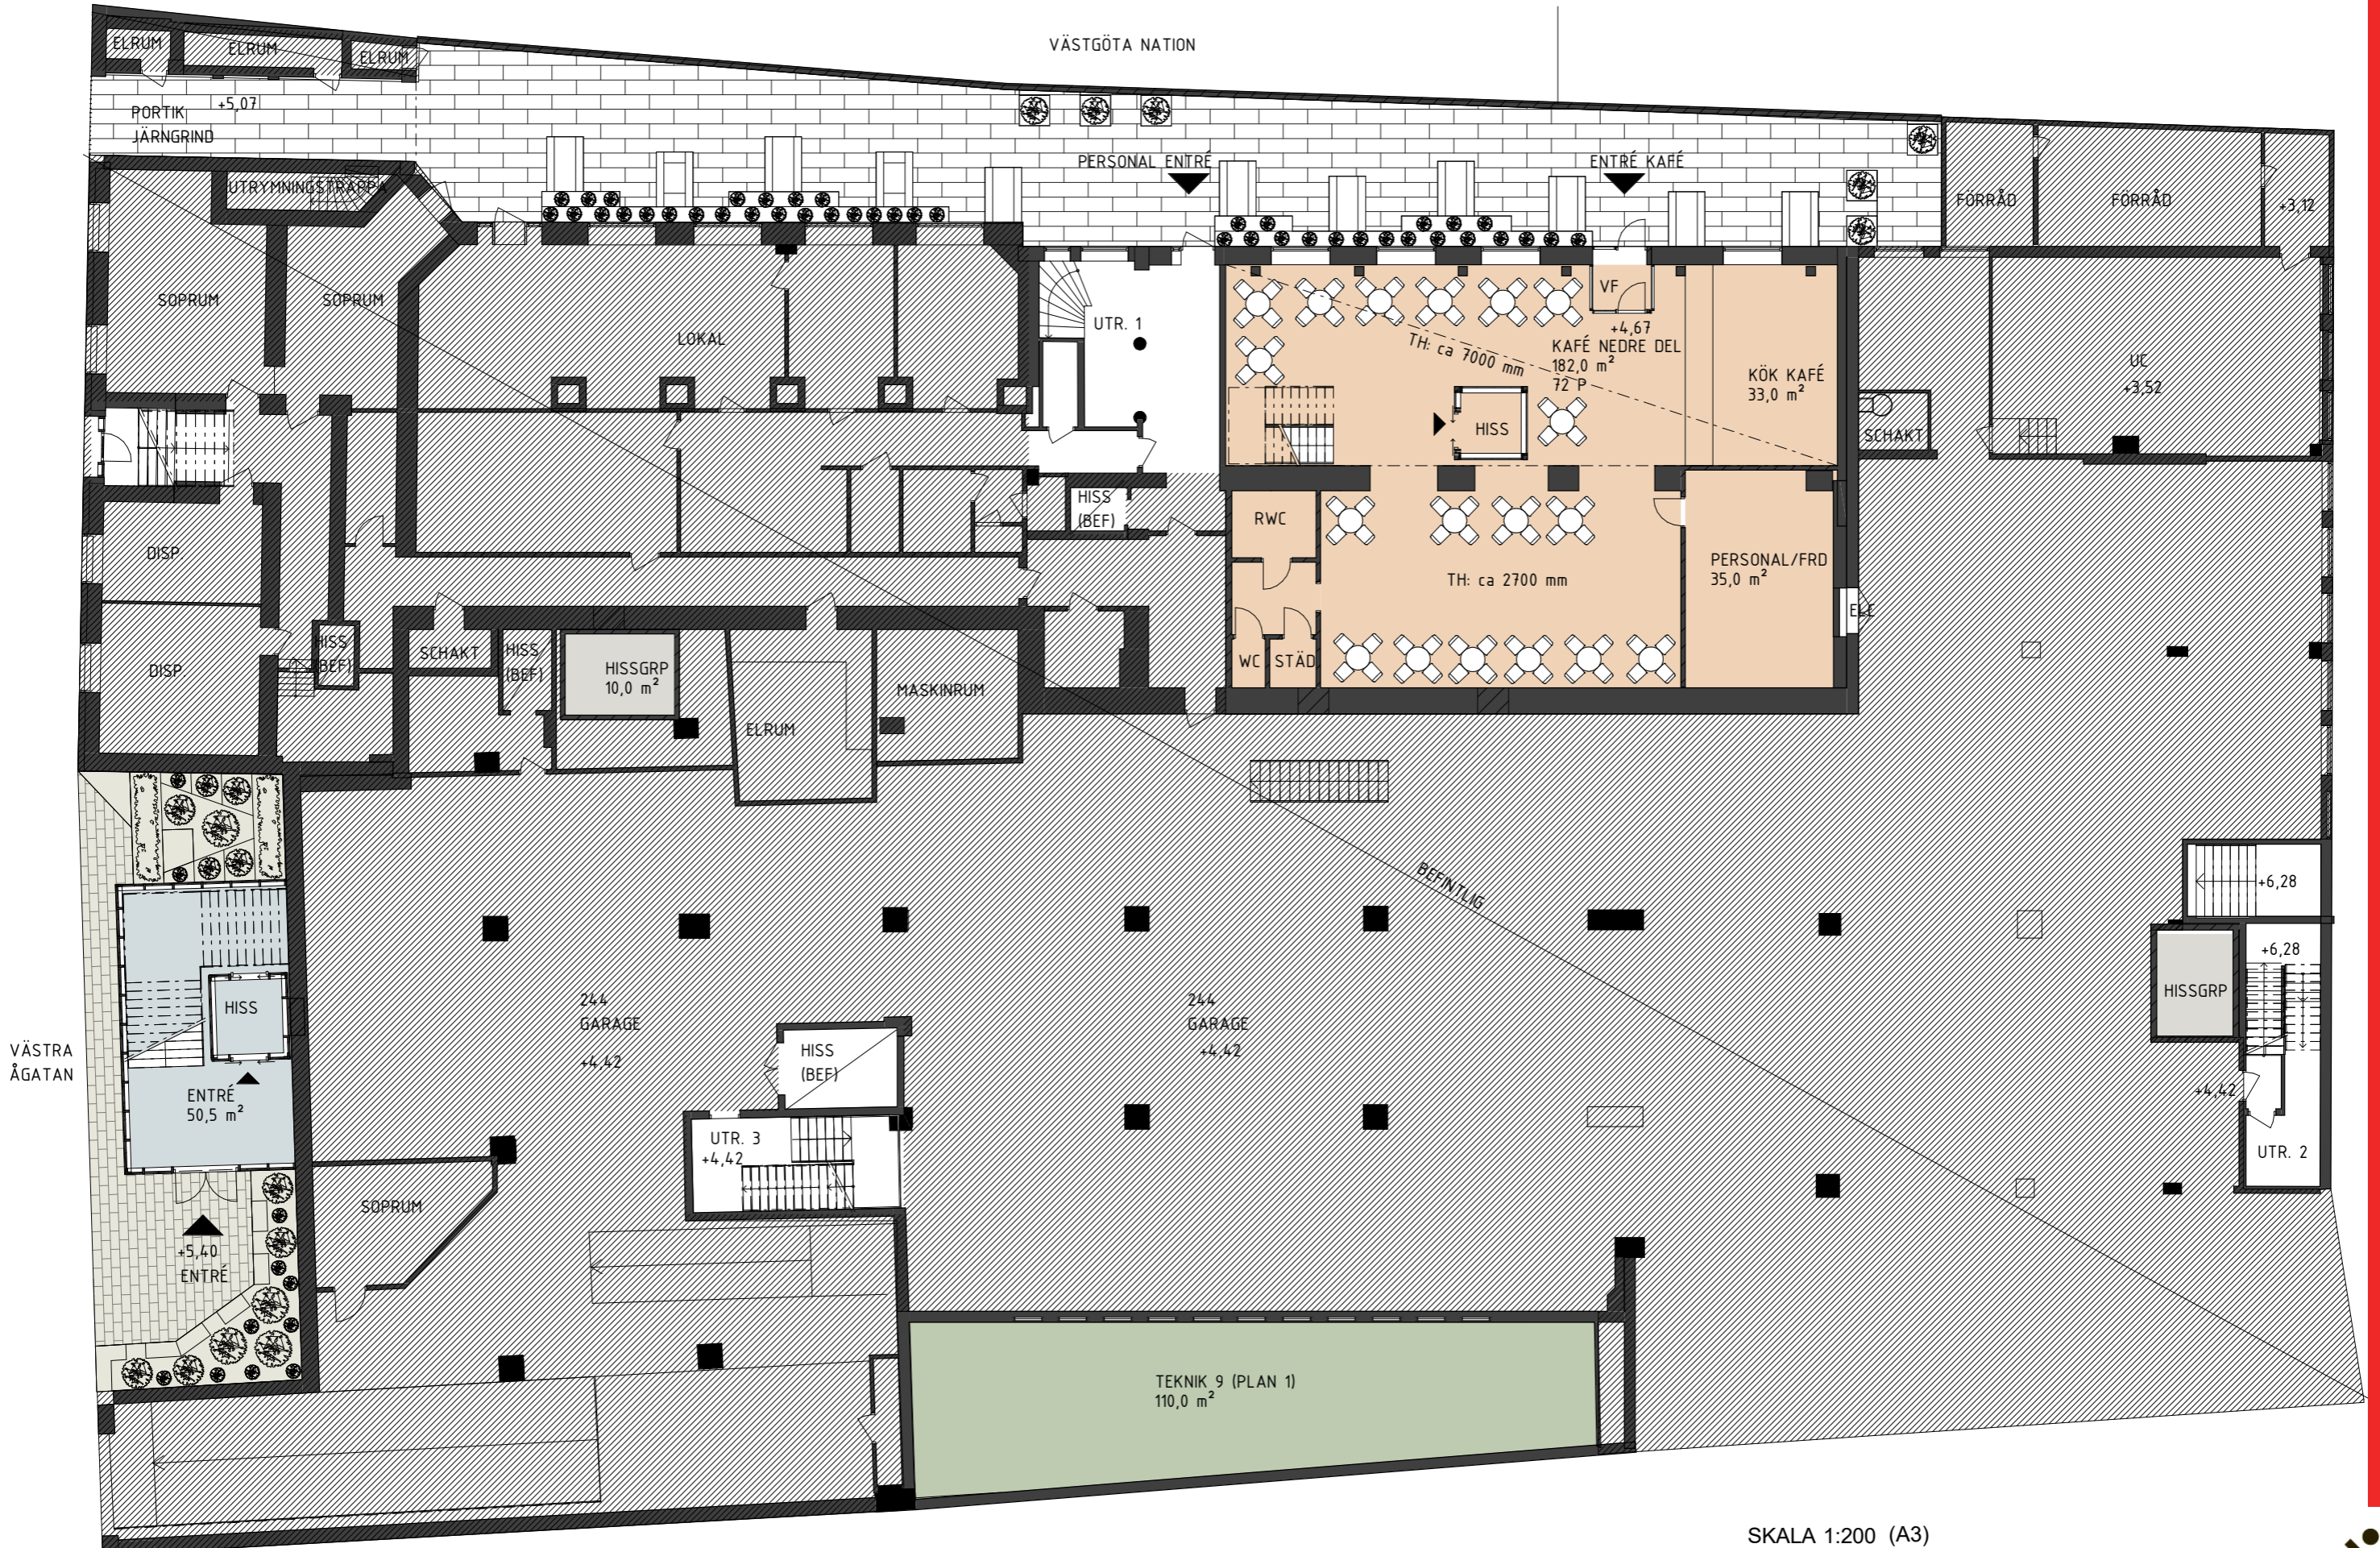 VÄSTGÖTA NATION
ELRUM
ELRUM
ELRUM
+5,07
PORTIK
JÄRNGRIND
PERSONAL ENTRÉ
ENTRÉ KAFÉ
UTRYMNINGSTRAPPA
FÖRRÅD
FÖRRÅD
+3,12
SOPRUM
SOPRUM
LOKAL
UTR. 1
VF
+4,67
TH: ca 7000 mm
KAFÉ NEDRE DEL
182,0 m²
72 P
KÖK KAFÉ
33,0 m²
UC
+3,52
HISS
SCHAKT
HISS
(BEF)
RWC
DISP.
TH: ca 2700 mm
PERSONAL/FRD
35,0 m²
ELE
DISP.
HISS
(BEF)
SCHAKT
HISS
(BEF)
HISSGRP
10,0 m²
MASKINRUM
ELRUM
WC
STÄD
BEFINTLIG
+6,28
+6,28
HISSGRP
+4,42
UTR. 2
HISS
VÄSTRA
ÅGATAN
ENTRÉ
50,5 m²
244
GARAGE
+4,42
244
GARAGE
+4,42
HISS
(BEF)
UTR. 3
+4,42
SOPRUM
+5,40
ENTRÉ
TEKNIK 9 (PLAN 1)
110,0 m²
SKALA 1:200 (A3)